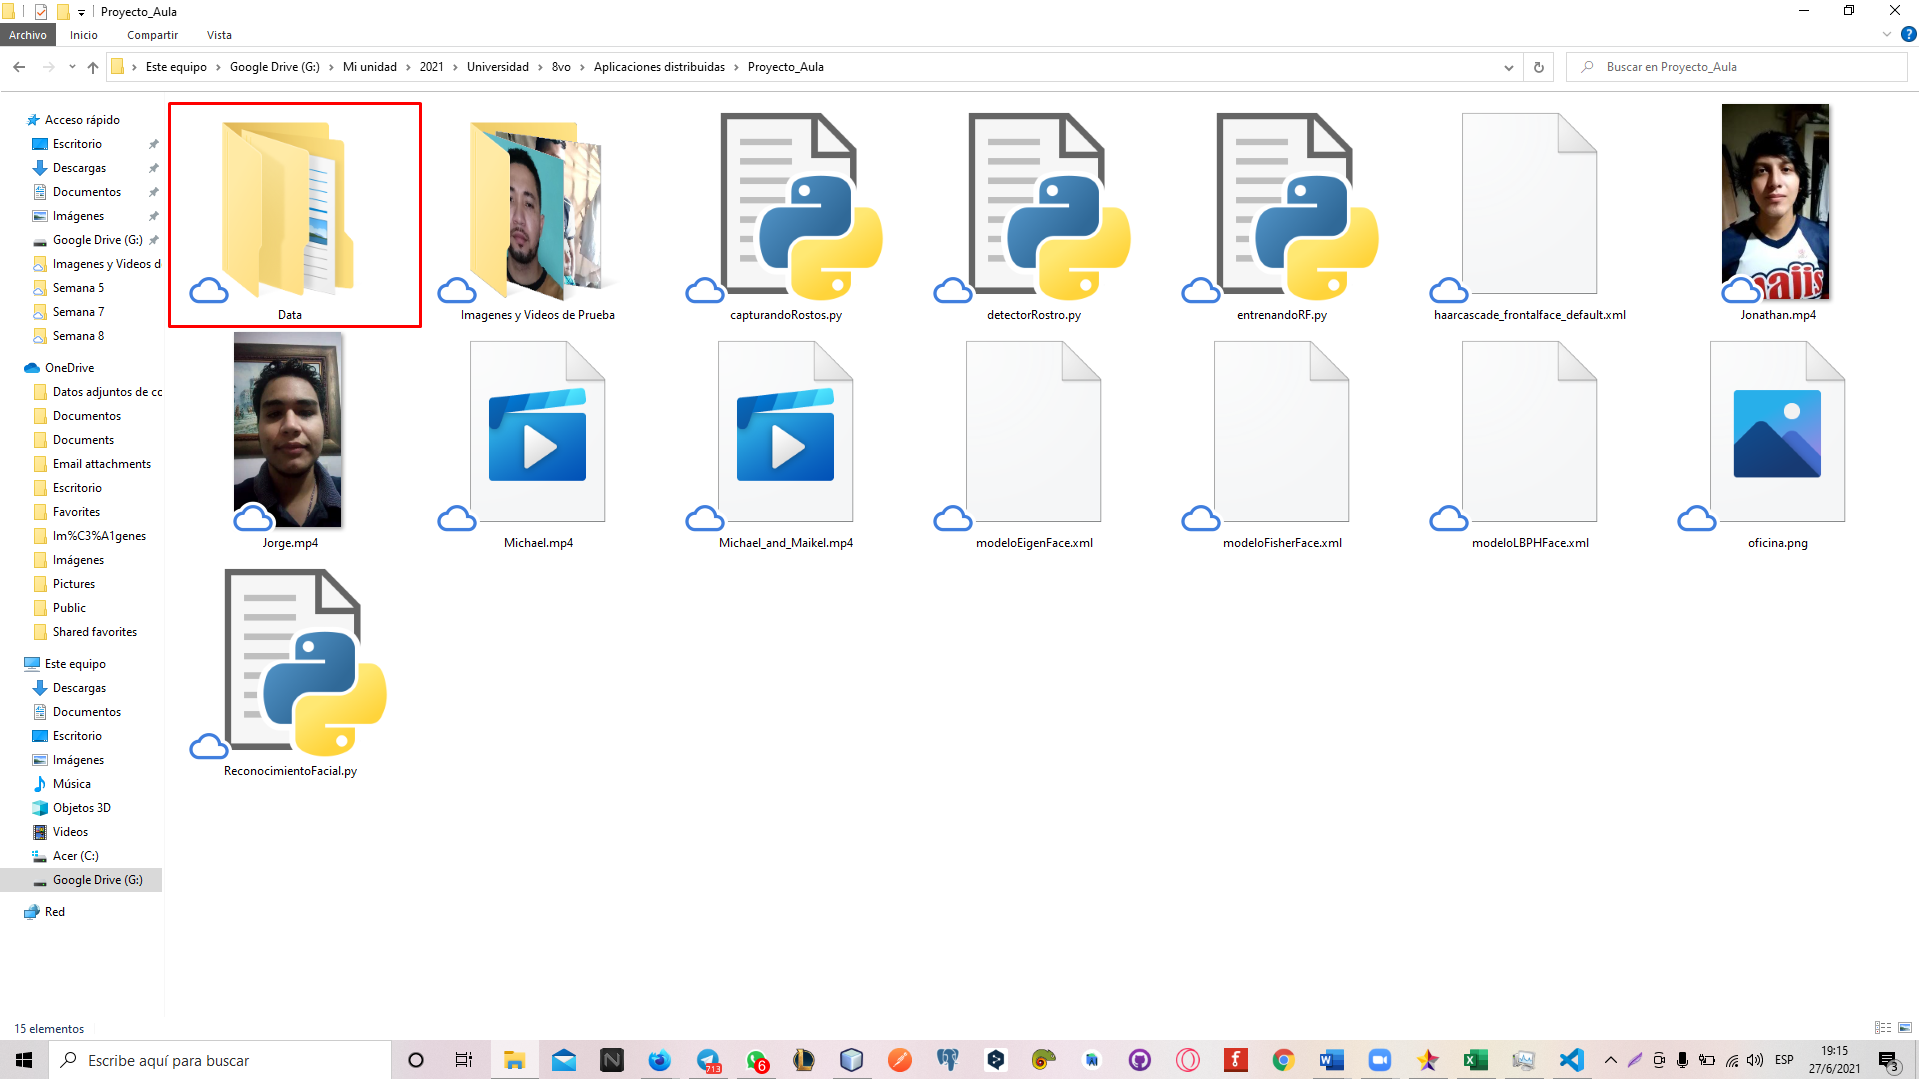 Proyecto_Aula
Archivo Inicio Compartir Vista
Este equipo > Google Drive (G:) > Mi unidad > 2021 > Universidad > 8vo > Aplicaciones distribuidas > Proyecto_Aula
Buscar en Proyecto_Aula
Acceso rápido
Escritorio
Descargas
Documentos
Imágenes
Google Drive (G:)
Imagenes y Videos d
Semana 5
Semana 7
Semana 8
OneDrive
Datos adjuntos de co
Documentos
Documents
Email attachments
Escritorio
Favorites
Im%C3%A1genes
Imágenes
Pictures
Public
Shared favorites
Este equipo
Descargas
Documentos
Escritorio
Imágenes
Música
Objetos 3D
Videos
Acer (C:)
Google Drive (G:)
Red
Data
Imagenes y Videos de Prueba
capturandoRostos.py
detectorRostro.py
entrenandoRF.py
haarcascade_frontalface_default.xml
Jonathan.mp4
Jorge.mp4
Michael.mp4
Michael_and_Maikel.mp4
modeloEigenFace.xml
modeloFisherFace.xml
modeloLBPHFace.xml
oficina.png
ReconocimientoFacial.py
15 elementos
Escribe aquí para buscar
713
6
ESP
19:15
27/6/2021
3